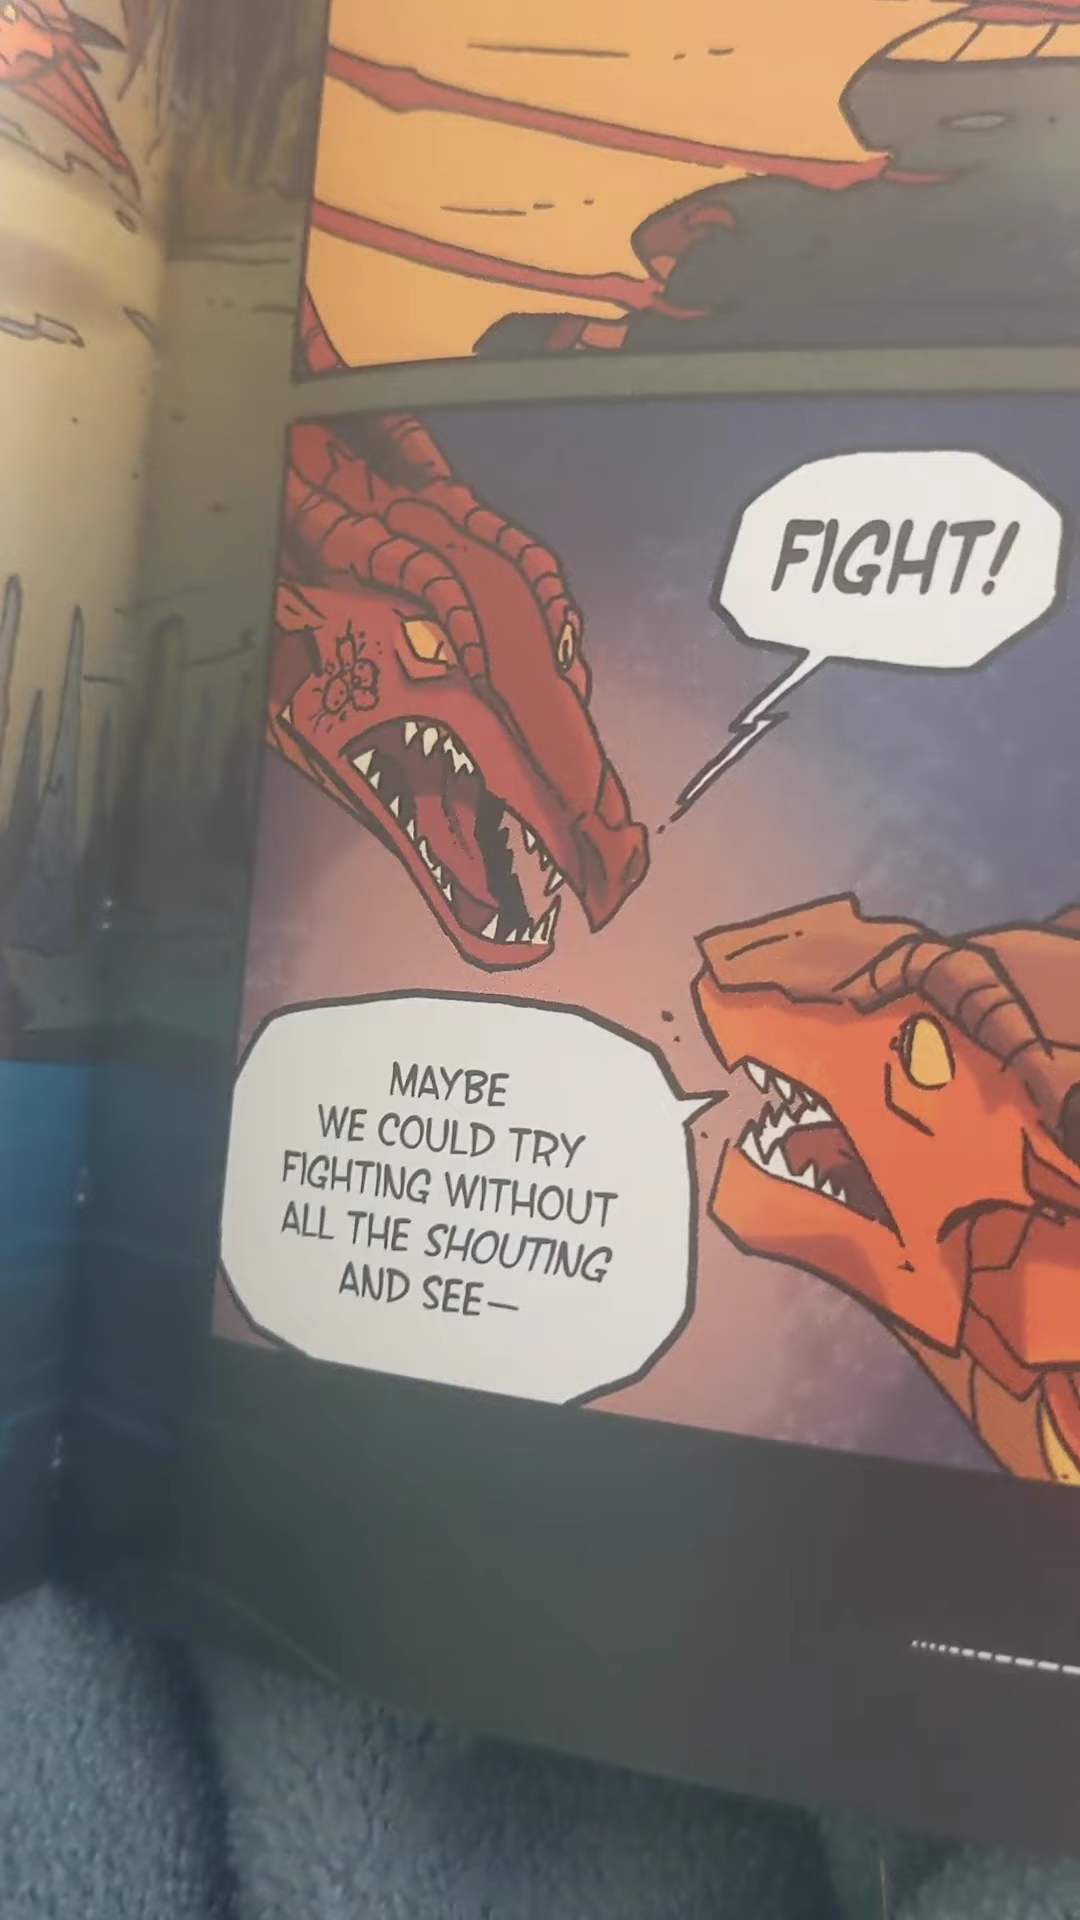 FIGHT!
MAYBE
WE COULD TRY
FIGHTING WITHOUT
ALL THE SHOUTING
AND SEE—